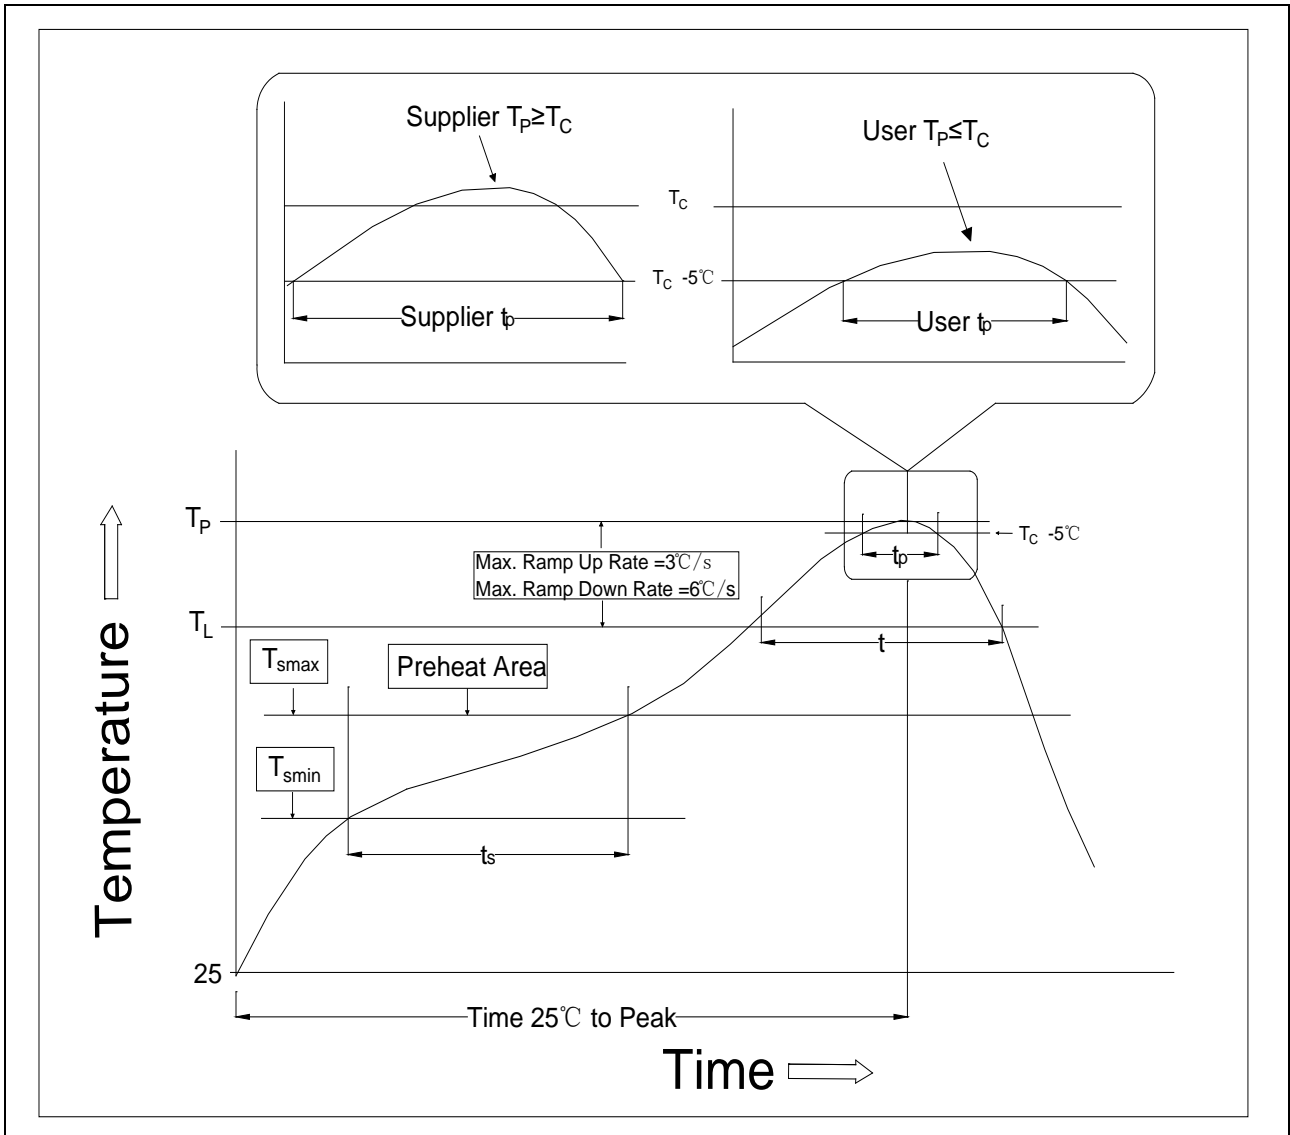 Supplier TP≥TC
User TP≤TC
TC
TC -5℃
Supplier tp
User tp
TP
TC -5℃
tp
Max. Ramp Up Rate =3℃/s
Max. Ramp Down Rate =6℃/s
TL
t
Tsmax
Preheat Area
Tsmin
ts
Temperature
25
Time 25℃ to Peak
Time